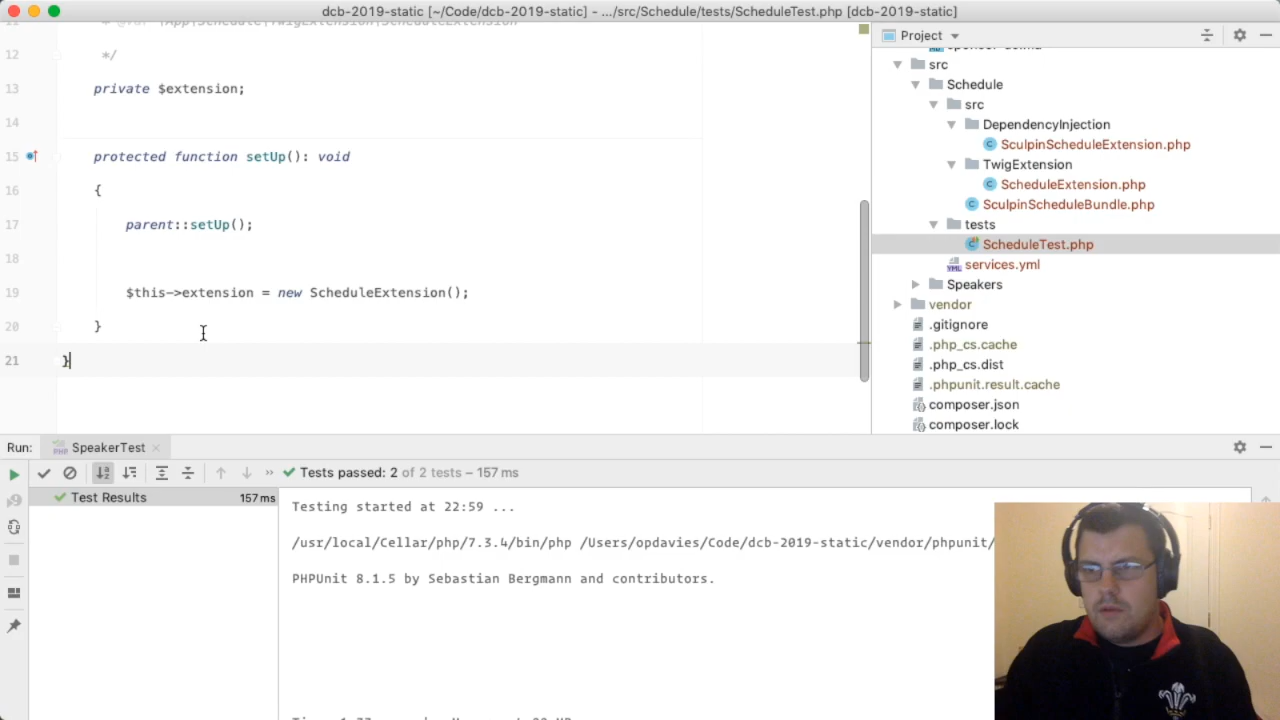 dcb-2019-static [~/Code/dcb-2019-static] – .../src/Schedule/tests/ScheduleTest.php [dcb-2019-static]
11
12 */
13 private $extension;
14
15 protected function setUp(): void
16 {
17 parent::setUp();
18
19 $this->extension = new ScheduleExtension();
20 }
21 }
Project
src
Schedule
src
DependencyInjection
SculpinScheduleExtension.php
TwigExtension
ScheduleExtension.php
SculpinScheduleBundle.php
tests
ScheduleTest.php
services.yml
Speakers
vendor
.gitignore
.php_cs.cache
.php_cs.dist
.phpunit.result.cache
composer.json
composer.lock
Run: SpeakerTest
Tests passed: 2 of 2 tests – 157 ms
Test Results 157 ms
Testing started at 22:59 ...
/usr/local/Cellar/php/7.3.4/bin/php /Users/opdavies/Code/dcb-2019-static/vendor/phpunit/
PHPUnit 8.1.5 by Sebastian Bergmann and contributors.